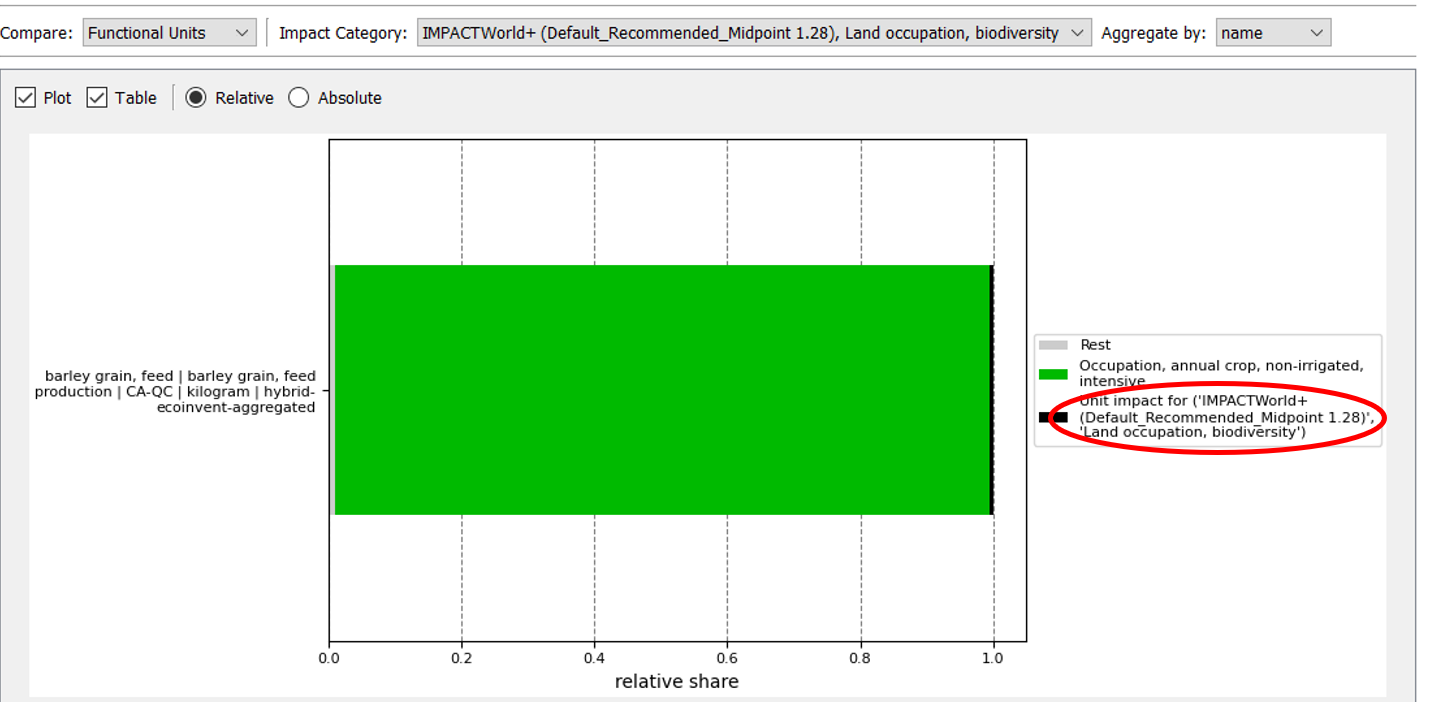 Compare: Functional Units Impact Category: IMPACTWorld+ (Default_Recommended_Midpoint 1.28), Land occupation, biodiversity Aggregate by: name
Plot Table Relative Absolute
barley grain, feed | barley grain, feed
production | CA-QC | kilogram | hybrid-
ecoinvent-aggregated
Rest
Occupation, annual crop, non-irrigated,
intensive
Unit impact for ('IMPACTWorld+
(Default_Recommended_Midpoint 1.28)',
'Land occupation, biodiversity')
0.0 0.2 0.4 0.6 0.8 1.0
relative share